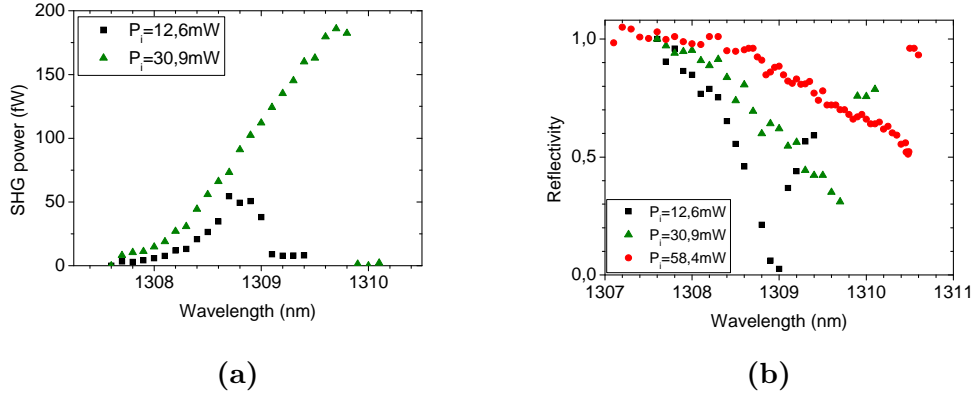 P_i=12,6mW
P_i=30,9mW
200
150
100
50
0
SHG power (fW)
1308
1309
1310
Wavelength (nm)
(a)
1,0
0,5
0,0
Reflectivity
P_i=12,6mW
P_i=30,9mW
P_i=58,4mW
1307
1308
1309
1310
1311
Wavelength (nm)
(b)